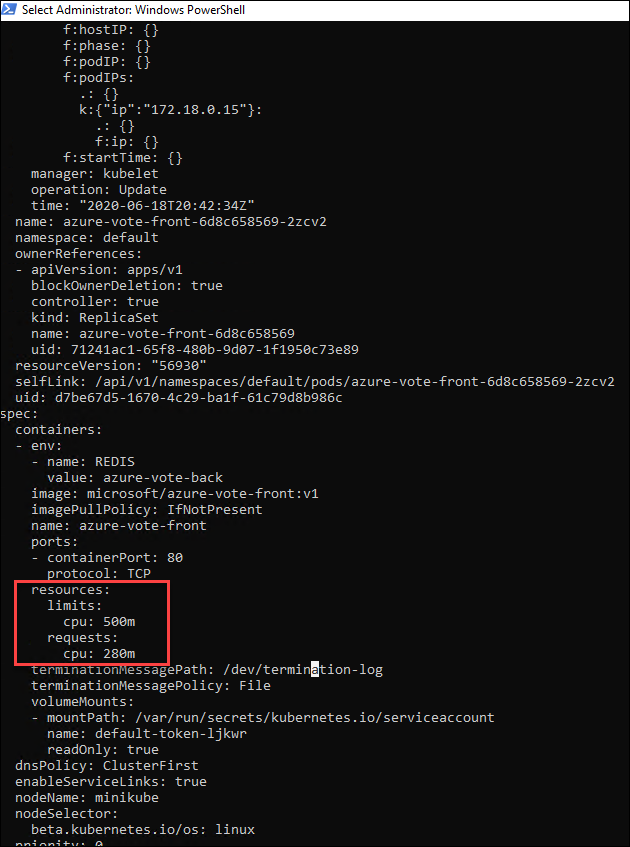 Select Administrator: Windows PowerShell
f:hostIP: {}
f:phase: {}
f:podIP: {}
f:podIPs:
.: {}
k:{"ip":"172.18.0.15"}:
.: {}
f:ip: {}
f:startTime: {}
manager: kubelet
operation: Update
time: "2020-06-18T20:42:34Z"
name: azure-vote-front-6d8c658569-2zcv2
namespace: default
ownerReferences:
- apiVersion: apps/v1
blockOwnerDeletion: true
controller: true
kind: ReplicaSet
name: azure-vote-front-6d8c658569
uid: 71241ac1-65f8-480b-9d07-1f1950c73e89
resourceVersion: "56930"
selfLink: /api/v1/namespaces/default/pods/azure-vote-front-6d8c658569-2zcv2
uid: d7be67d5-1670-4c29-ba1f-61c79d8b986c
spec:
containers:
- env:
- name: REDIS
value: azure-vote-back
image: microsoft/azure-vote-front:v1
imagePullPolicy: IfNotPresent
name: azure-vote-front
ports:
- containerPort: 80
protocol: TCP
resources:
limits:
cpu: 500m
requests:
cpu: 280m
terminationMessagePath: /dev/termination-log
terminationMessagePolicy: File
volumeMounts:
- mountPath: /var/run/secrets/kubernetes.io/serviceaccount
name: default-token-ljkwr
readOnly: true
dnsPolicy: ClusterFirst
enableServiceLinks: true
nodeName: minikube
nodeSelector:
beta.kubernetes.io/os: linux
priority: 0